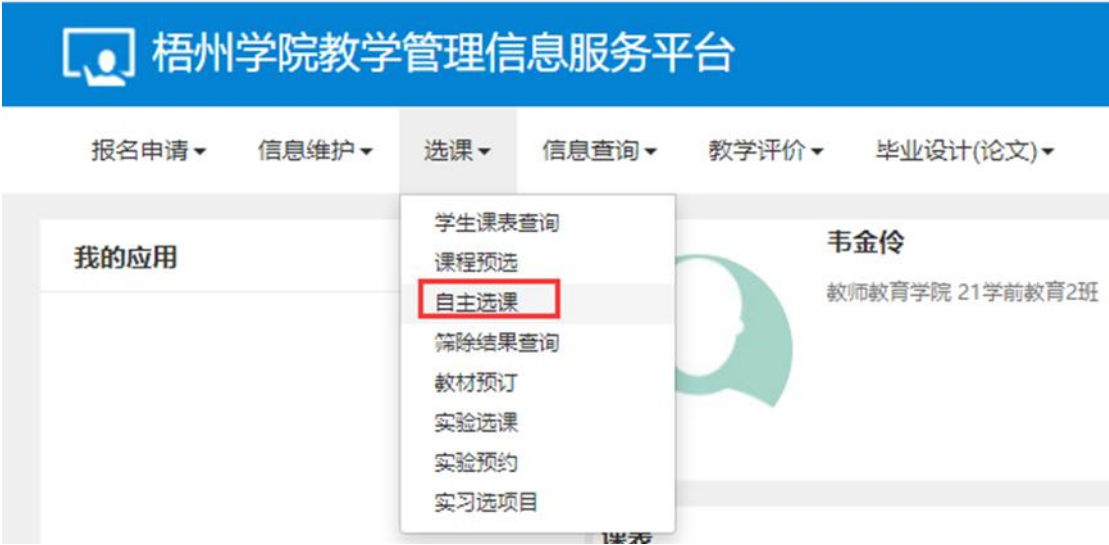 梧州学院教学管理信息服务平台
报名申请 信息维护 选课 信息查询 教学评价 毕业设计(论文)
我的应用
学生课表查询
课程预选
自主选课
筛除结果查询
教材预订
实验选课
实验预约
实习选项目
韦金伶
教师教育学院 21学前教育2班
课表